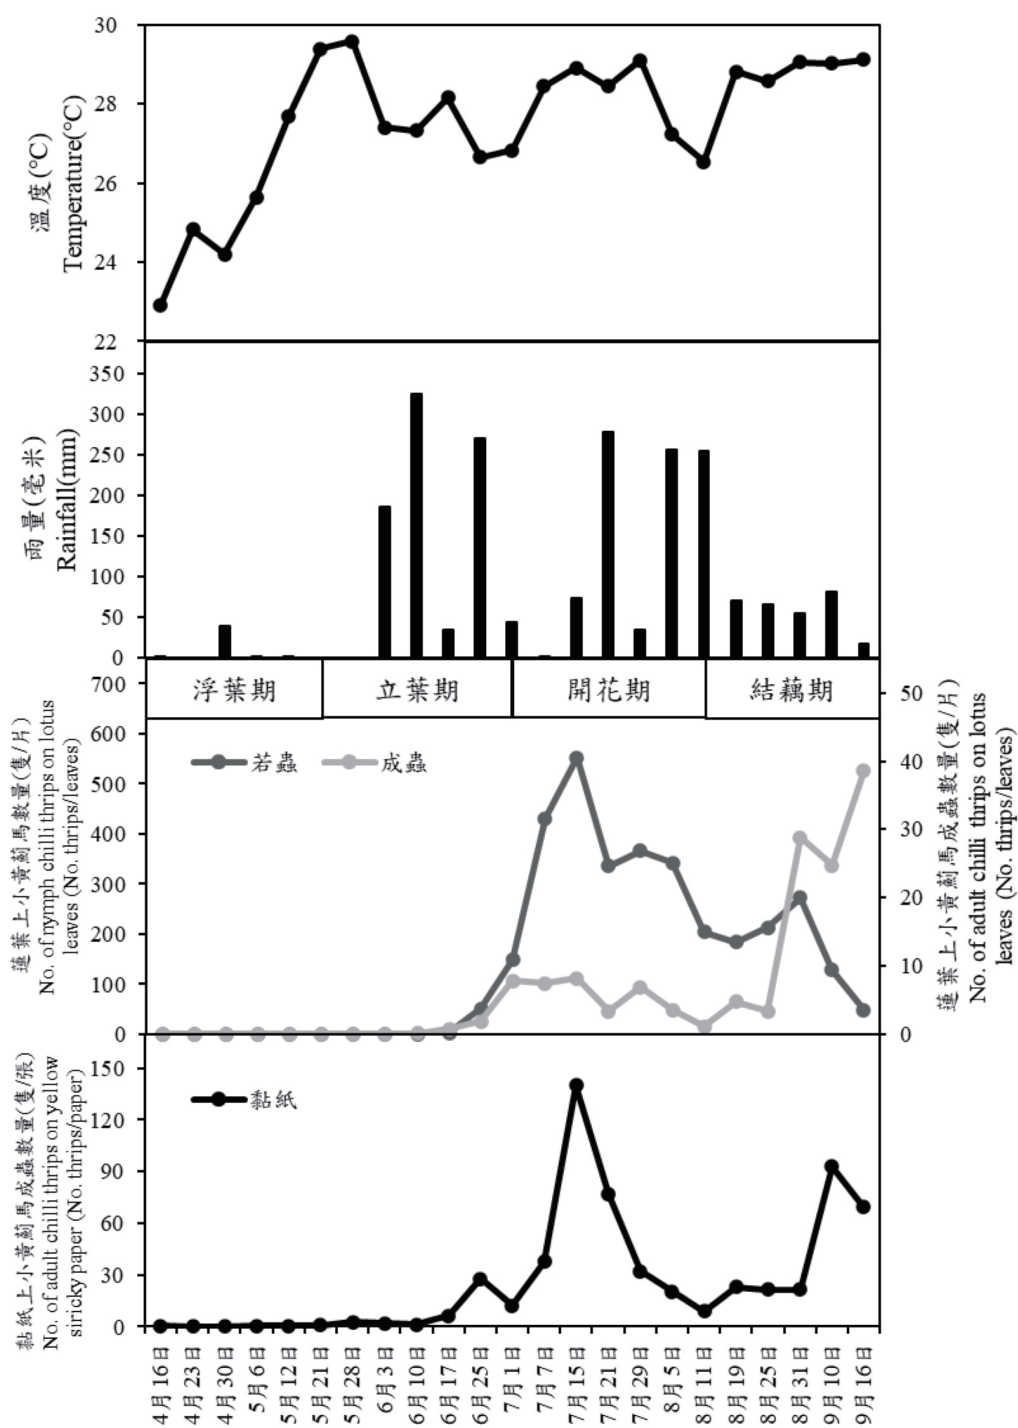 30
28
26
24
22
溫度(℃)
Temperature(℃)
350
300
250
200
150
100
50
0
雨量(毫米)
Rainfall(mm)
浮葉期 立葉期 開花期 結藕期
700
600
500
400
300
200
100
0
蓮葉上小黃薊馬數量(隻/片)
No. of nymph chilli thrips on lotus
leaves (No. thrips/leaves)
若蟲 成蟲
50
40
30
20
10
0
蓮葉上小黃薊馬成蟲數量(隻/片)
No. of adult chilli thrips on lotus
leaves (No. thrips/leaves)
150
120
90
60
30
0
黏紙上小黃薊馬成蟲數量(隻/張)
No. of adult chilli thrips on yellow
siricky paper (No. thrips/paper)
黏紙
4月16日
4月23日
4月30日
5月6日
5月12日
5月21日
5月28日
6月3日
6月10日
6月17日
6月25日
7月1日
7月7日
7月15日
7月21日
7月29日
8月5日
8月11日
8月19日
8月25日
8月31日
9月10日
9月16日